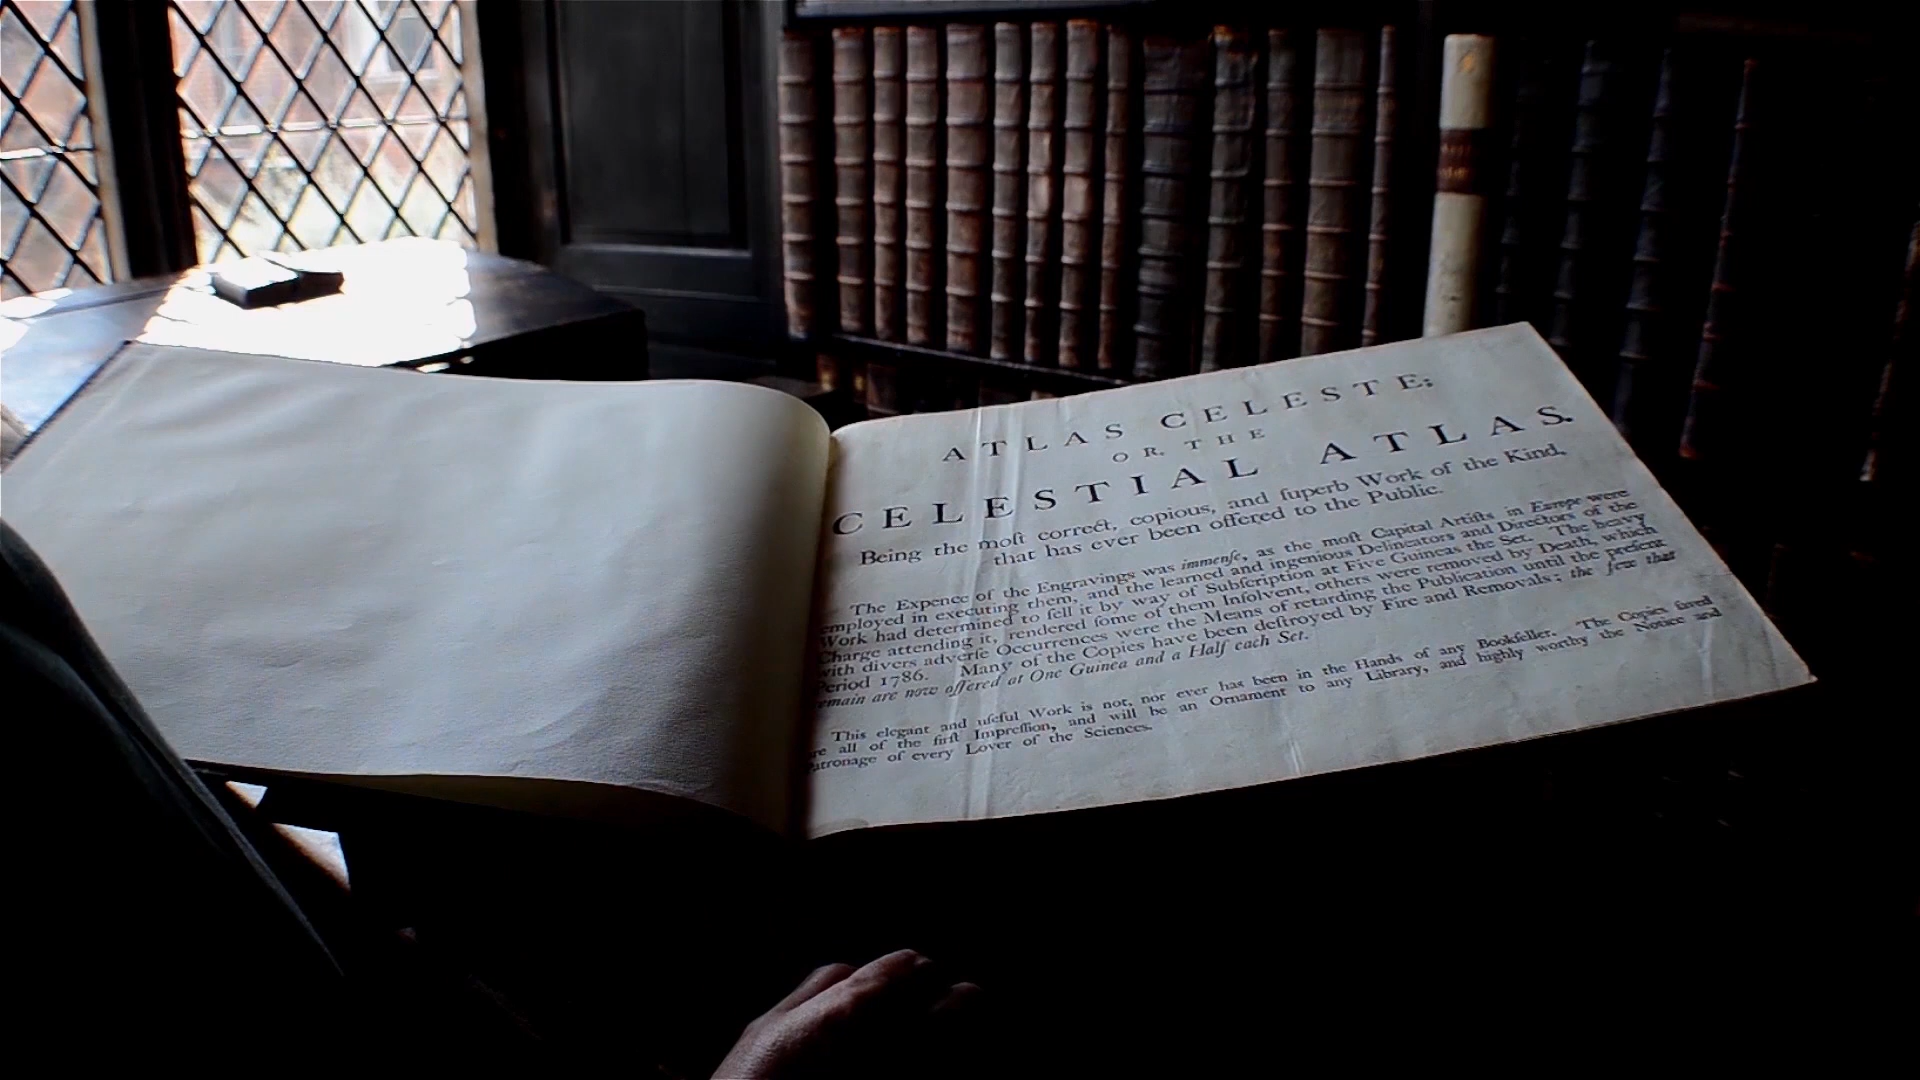 ATLAS CELESTE;
OR, THE
CELESTIAL ATLAS.
Being the moſt correct, copious, and ſuperb Work of the Kind,
that has ever been offered to the Public.
The Expence of the Engravings was immenſe, as the moſt Capital Artiſts in Europe were
employed in executing them, and the learned and ingenious Delineators and Directors of the
Work had determined to ſell it by way of Subſcription at Five Guineas the Set. The heavy
Charge attending it, rendered ſome of them Inſolvent, others were removed by Death, which
with divers adverſe Occurrences were the Means of retarding the Publication until the preſent
Period 1786. Many of the Copies have been deſtroyed by Fire and Removals; the few that
remain are now offered at One Guinea and a Half each Set.
This elegant and uſeful Work is not, nor ever has been in the Hands of any Bookſeller. The Copies ſaved
are all of the firſt Impreſſion, and will be an Ornament to any Library, and highly worthy the Notice and
Patronage of every Lover of the Sciences.